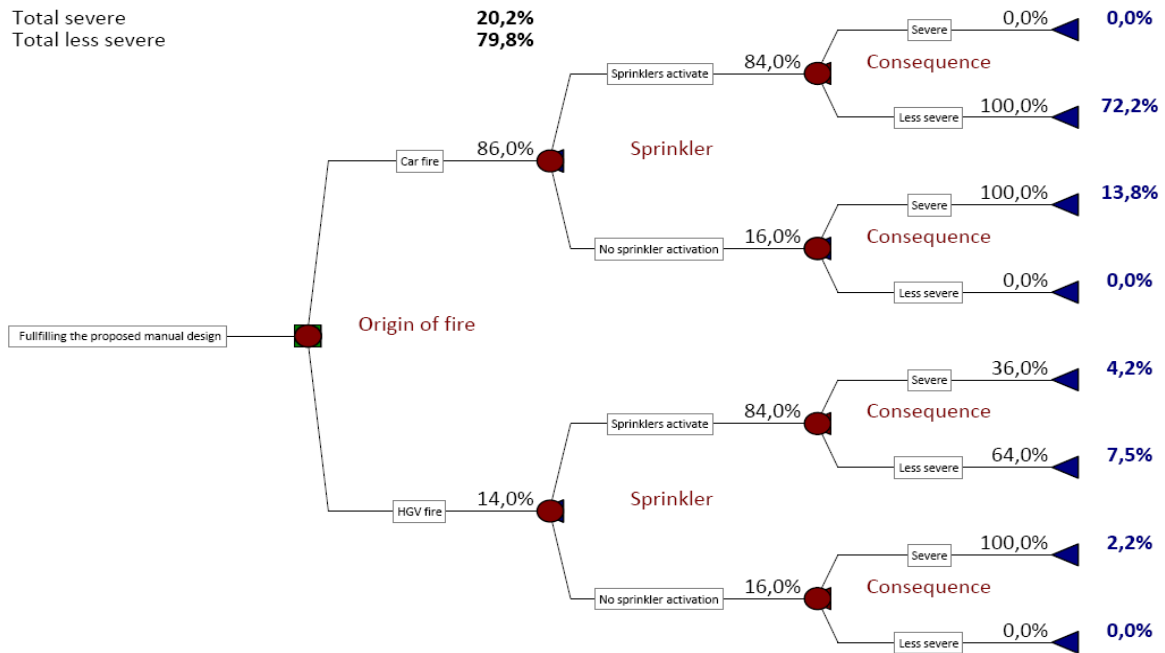 Total severe 20,2%
Total less severe 79,8%
Severe 0,0% 0,0%
Sprinklers activate 84,0% Consequence
Less severe 100,0% 72,2%
Car fire 86,0% Sprinkler
Severe 100,0% 13,8%
No sprinkler activation 16,0% Consequence
Less severe 0,0% 0,0%
Fullfilling the proposed manual design Origin of fire
Severe 36,0% 4,2%
Sprinklers activate 84,0% Consequence
Less severe 64,0% 7,5%
HGV fire 14,0% Sprinkler
Severe 100,0% 2,2%
No sprinkler activation 16,0% Consequence
Less severe 0,0% 0,0%